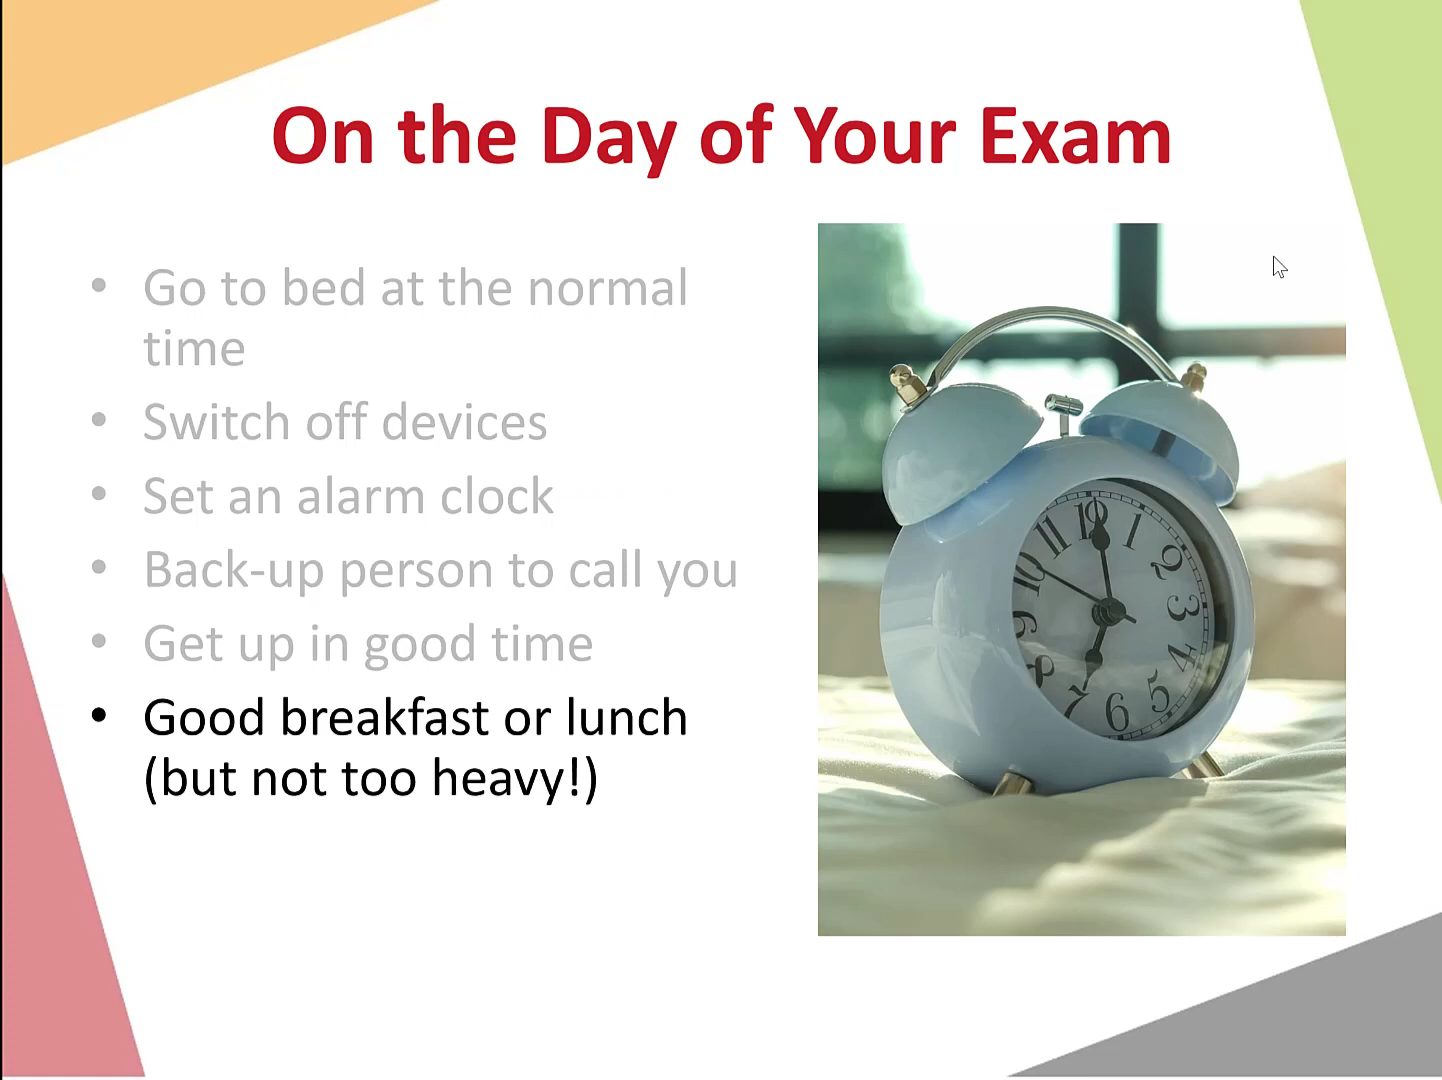 On the Day of Your Exam
• Go to bed at the normal
time
• Switch off devices
• Set an alarm clock
• Back-up person to call you
• Get up in good time
• Good breakfast or lunch
(but not too heavy!)
11 12 1
10 2
9 3
8 4
7 6 5